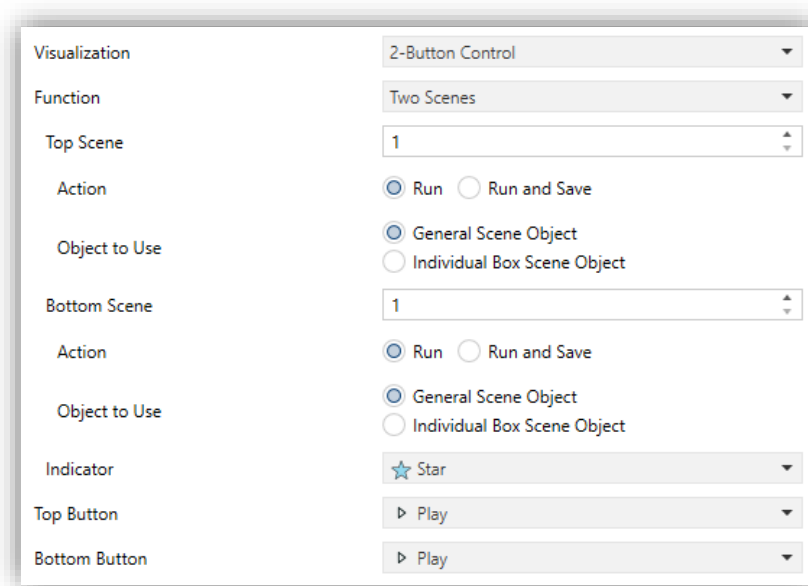 Visualization 2-Button Control
Function Two Scenes
Top Scene 1
Action Run Run and Save
Object to Use General Scene Object
Individual Box Scene Object
Bottom Scene 1
Action Run Run and Save
Object to Use General Scene Object
Individual Box Scene Object
Indicator Star
Top Button Play
Bottom Button Play